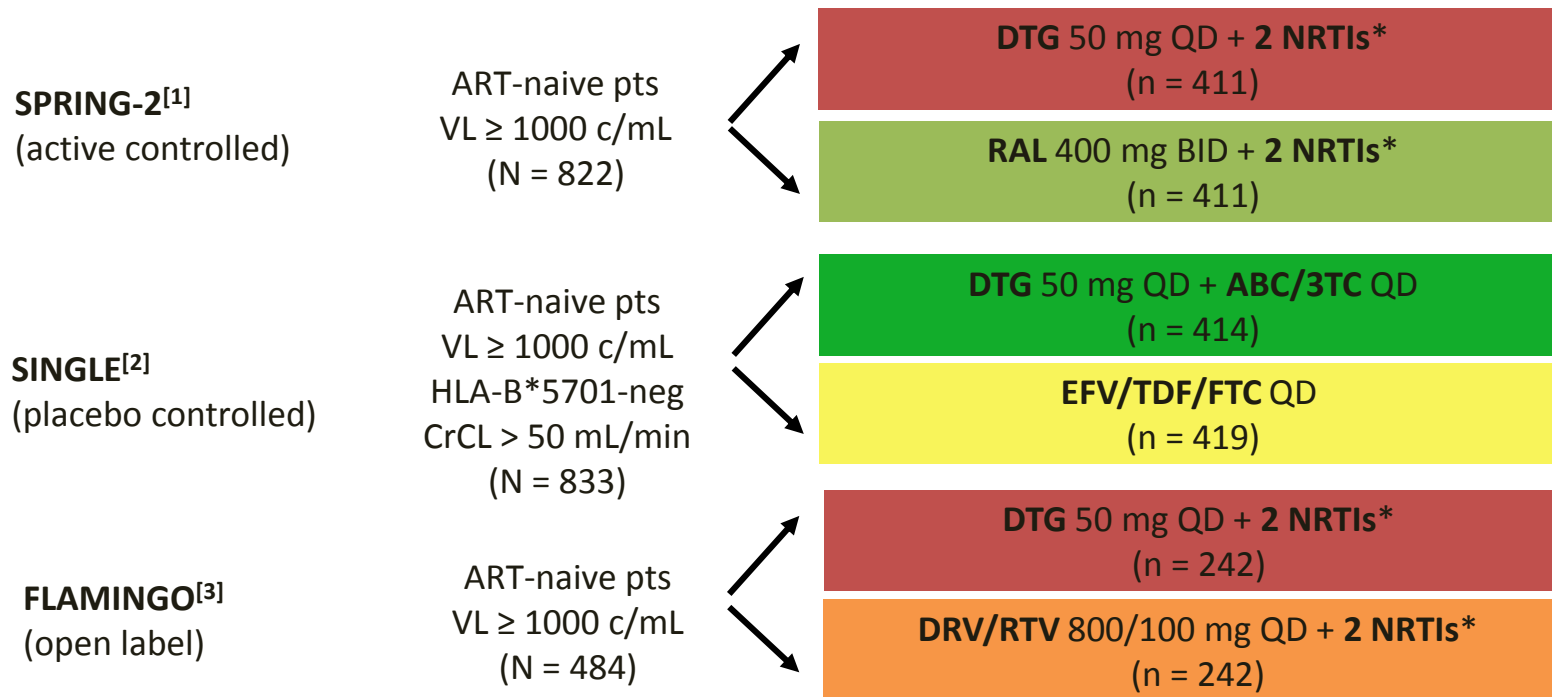 SPRING-2[1]
(active controlled)
ART-naive pts
VL ≥ 1000 c/mL
(N = 822)
DTG 50 mg QD + 2 NRTIs*
(n = 411)
RAL 400 mg BID + 2 NRTIs*
(n = 411)
SINGLE[2]
(placebo controlled)
ART-naive pts
VL ≥ 1000 c/mL
HLA-B*5701-neg
CrCL > 50 mL/min
(N = 833)
DTG 50 mg QD + ABC/3TC QD
(n = 414)
EFV/TDF/FTC QD
(n = 419)
FLAMINGO[3]
(open label)
ART-naive pts
VL ≥ 1000 c/mL
(N = 484)
DTG 50 mg QD + 2 NRTIs*
(n = 242)
DRV/RTV 800/100 mg QD + 2 NRTIs*
(n = 242)